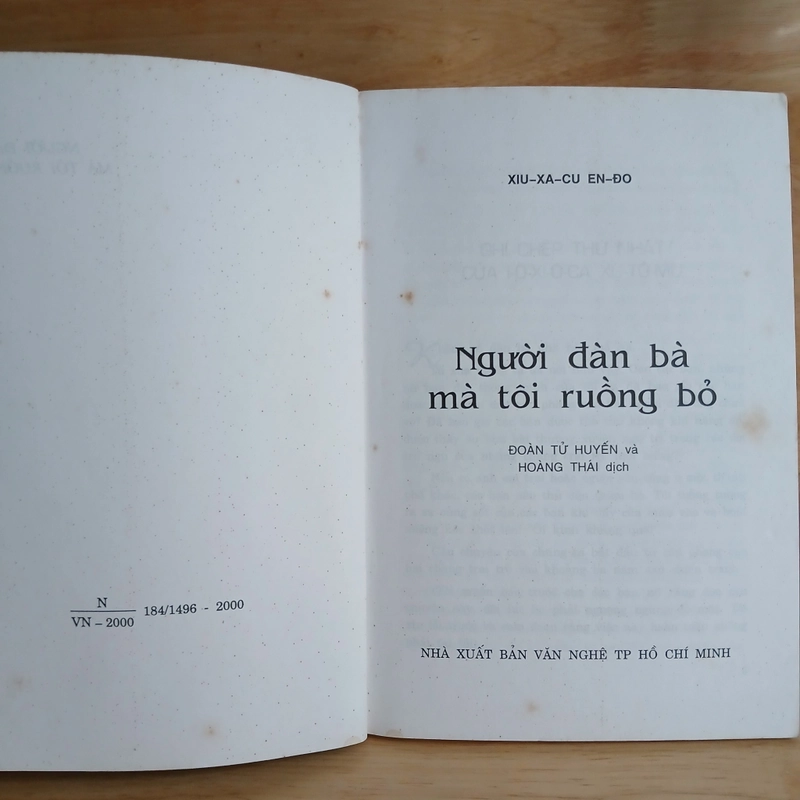 N
VN – 2000
184/1496 - 2000
XIU–XA–CU EN–ĐO
Người đàn bà
mà tôi ruồng bỏ
ĐOÀN TỬ HUYẾN và
HOÀNG THÁI dịch
NHÀ XUẤT BẢN VĂN NGHỆ TP HỒ CHÍ MINH